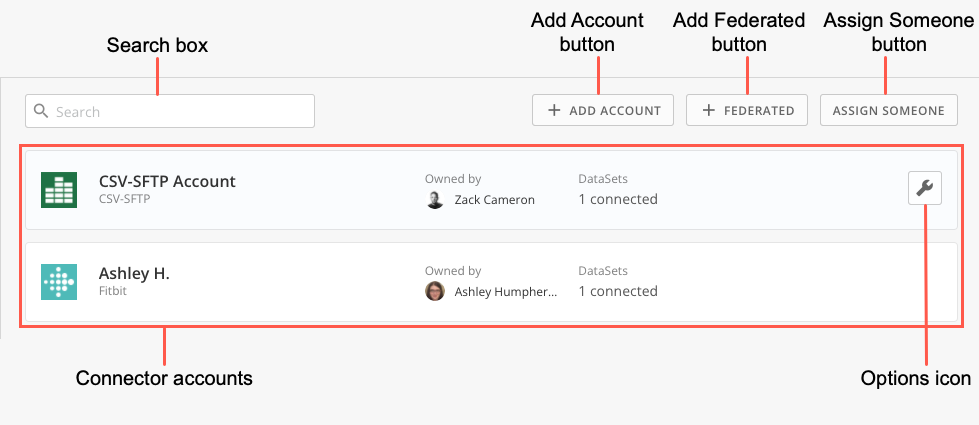 Search box
Add Account
button
Add Federated
button
Assign Someone
button
Search
+ ADD ACCOUNT
+ FEDERATED
ASSIGN SOMEONE
CSV-SFTP Account
CSV-SFTP
Owned by
Zack Cameron
DataSets
1 connected
Ashley H.
Fitbit
Owned by
Ashley Humpher...
DataSets
1 connected
Connector accounts
Options icon